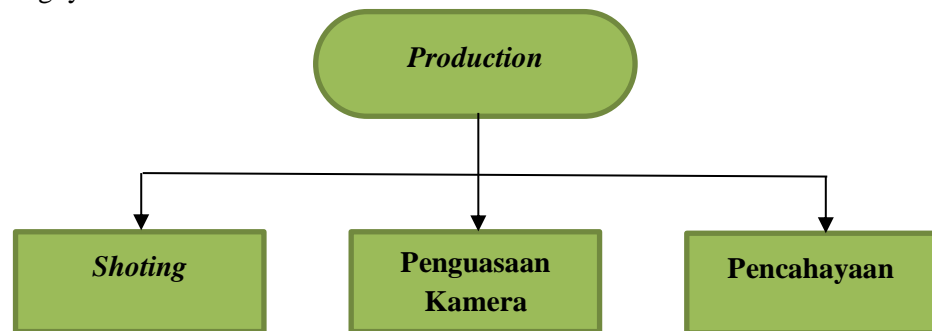 Production
Shoting
Penguasaan
Kamera
Pencahayaan